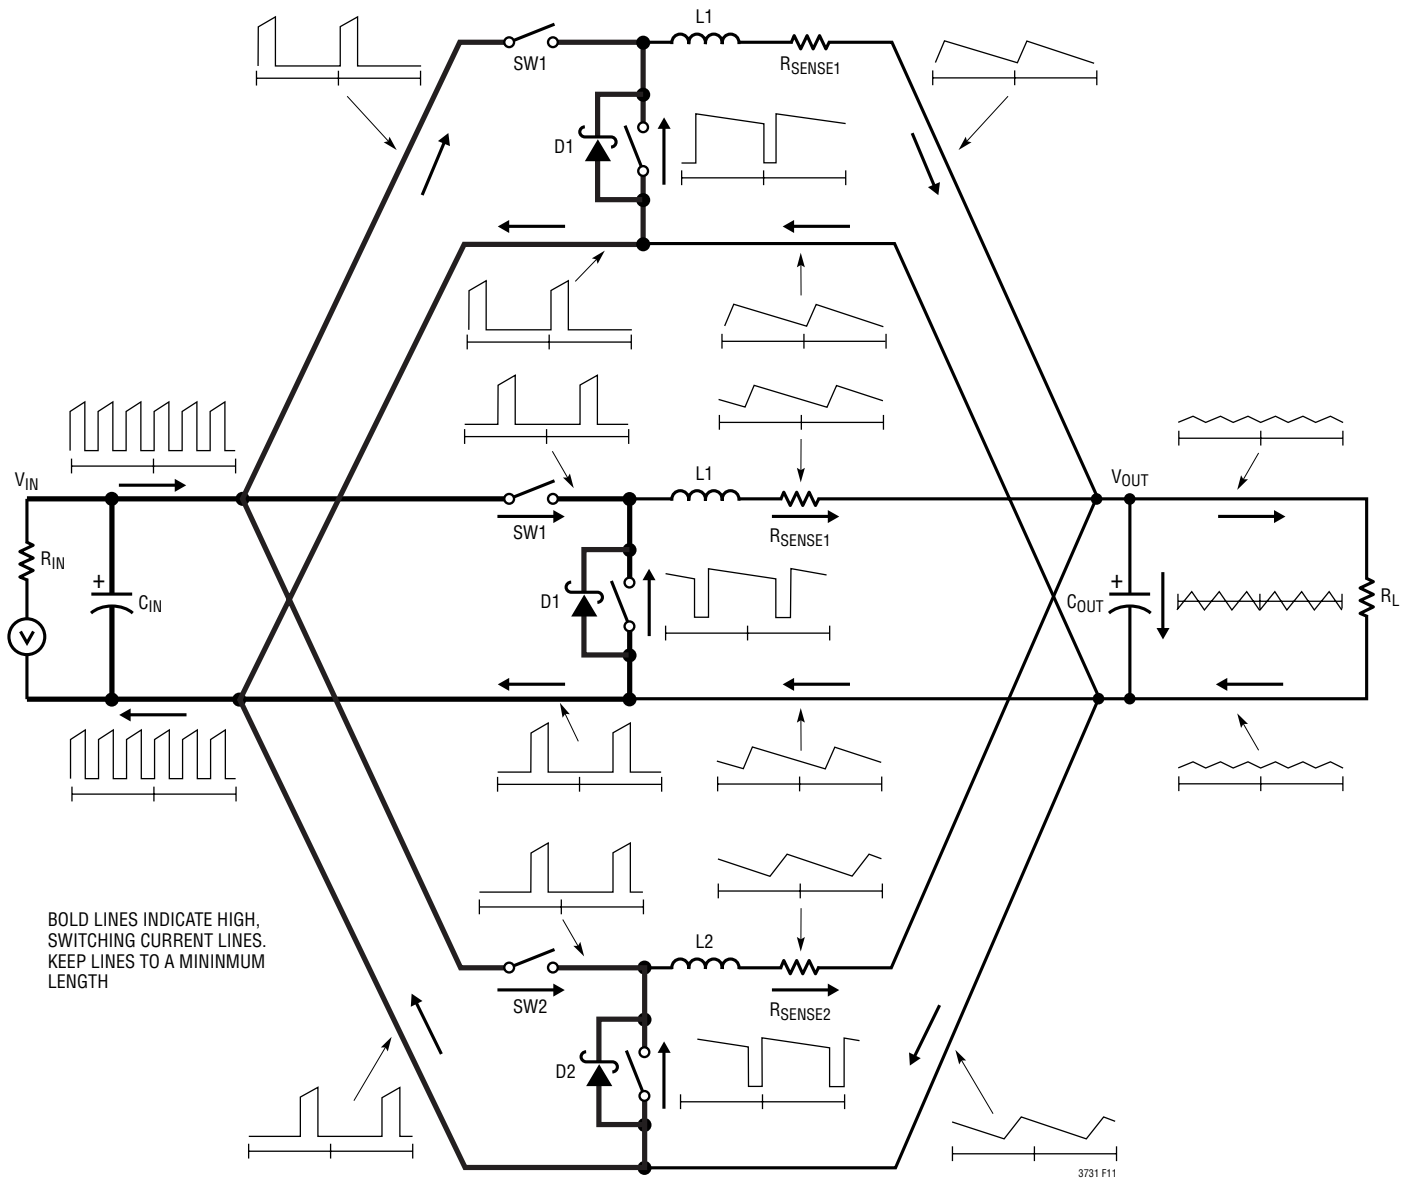 L1
SW1
RSENSE1
D1
VIN
L1
VOUT
SW1
RSENSE1
RIN
+
CIN
D1
+
COUT
RL
V
BOLD LINES INDICATE HIGH,
SWITCHING CURRENT LINES.
KEEP LINES TO A MININMUM
LENGTH
L2
SW2
RSENSE2
D2
3731 F11